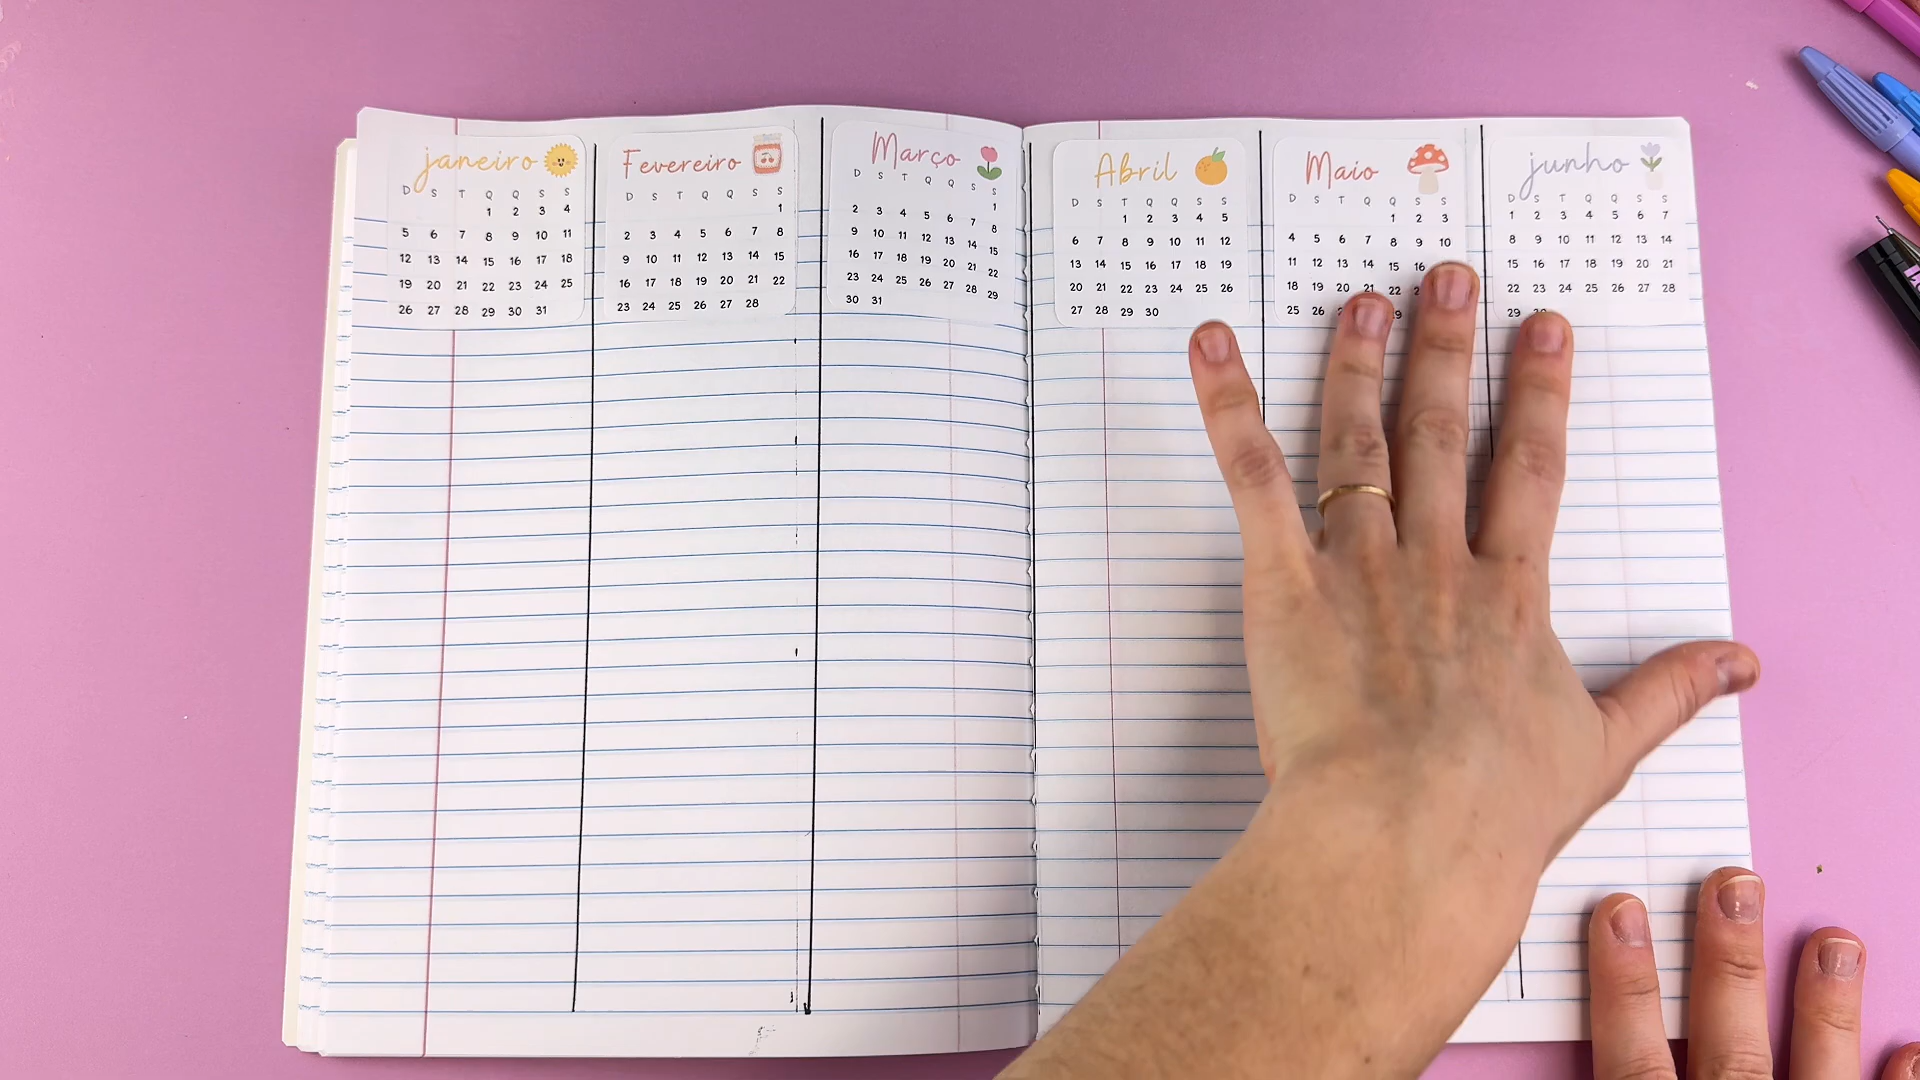 janeiro
D S T Q Q S S
1 2 3 4
5 6 7 8 9 10 11
12 13 14 15 16 17 18
19 20 21 22 23 24 25
26 27 28 29 30 31
Fevereiro
D S T Q Q S S
1
2 3 4 5 6 7 8
9 10 11 12 13 14 15
16 17 18 19 20 21 22
23 24 25 26 27 28
Março
D S T Q Q S S
1
2 3 4 5 6 7 8
9 10 11 12 13 14 15
16 17 18 19 20 21 22
23 24 25 26 27 28 29
30 31
Abril
D S T Q Q S S
1 2 3 4 5
6 7 8 9 10 11 12
13 14 15 16 17 18 19
20 21 22 23 24 25 26
27 28 29 30
Maio
D S T Q Q S S
1 2 3
4 5 6 7 8 9 10
11 12 13 14 15 16
18 19 20 21 22
25 26
junho
D S T Q Q S S
1 2 3 4 5 6 7
8 9 10 11 12 13 14
15 16 17 18 19 20 21
22 23 24 25 26 27 28
29